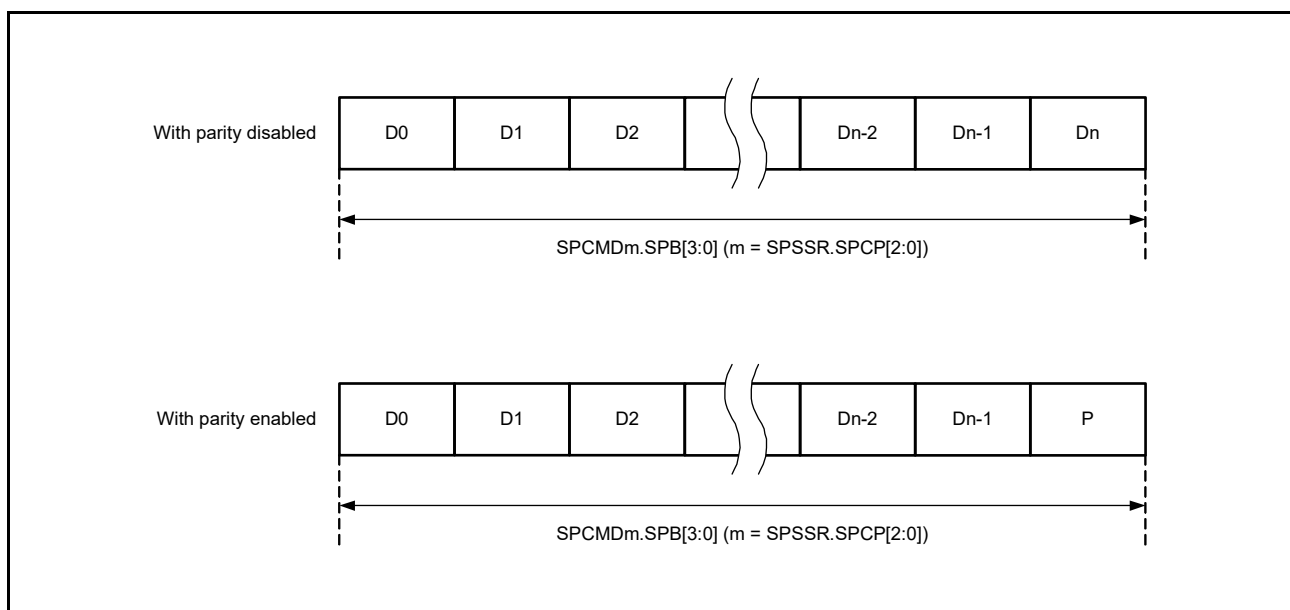 With parity disabled D0 D1 D2 Dn-2 Dn-1 Dn
SPCMDm.SPB[3:0] (m = SPSSR.SPCP[2:0])
With parity enabled D0 D1 D2 Dn-2 Dn-1 P
SPCMDm.SPB[3:0] (m = SPSSR.SPCP[2:0])